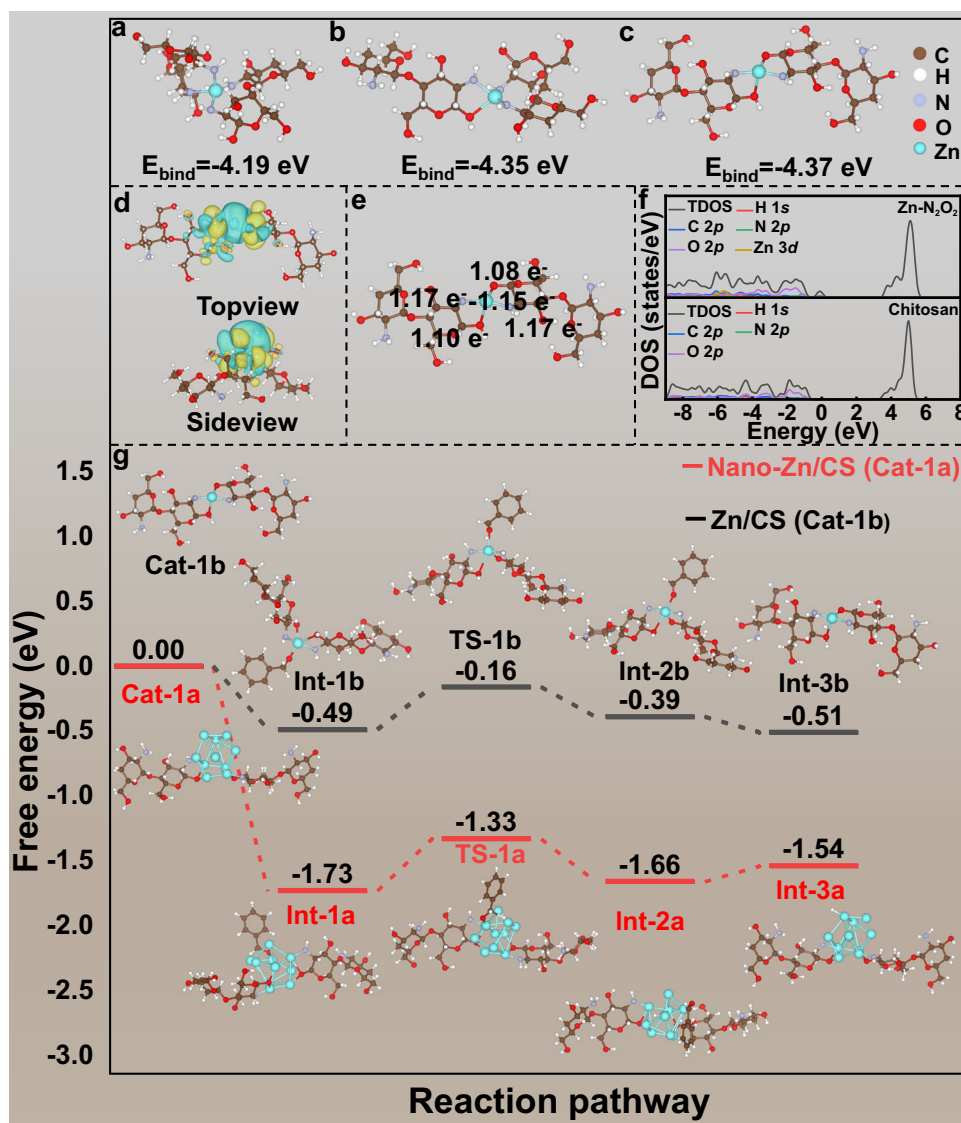 a
b
c
C
H
N
O
Zn
E_bind=-4.19 eV
E_bind=-4.35 eV
E_bind=-4.37 eV
d
Topview
Sideview
e
1.08 e-
1.17 e-
1.15 e-
1.10 e-
1.17 e-
f
DOS (states/eV)
TDOS H 1s Zn-N₂O₂
C 2p N 2p
O 2p Zn 3d
TDOS H 1s Chitosan
C 2p N 2p
O 2p
-8 -6 -4 -2 0 2 4 6 8
Energy (eV)
g
Nano-Zn/CS (Cat-1a)
Zn/CS (Cat-1b)
Free energy (eV)
1.5
1.0
0.5
0.0
-0.5
-1.0
-1.5
-2.0
-2.5
-3.0
Cat-1b
0.00
Cat-1a
Int-1b
-0.49
TS-1b
-0.16
Int-2b
-0.39
Int-3b
-0.51
-1.73
Int-1a
-1.33
TS-1a
-1.66
Int-2a
-1.54
Int-3a
Reaction pathway